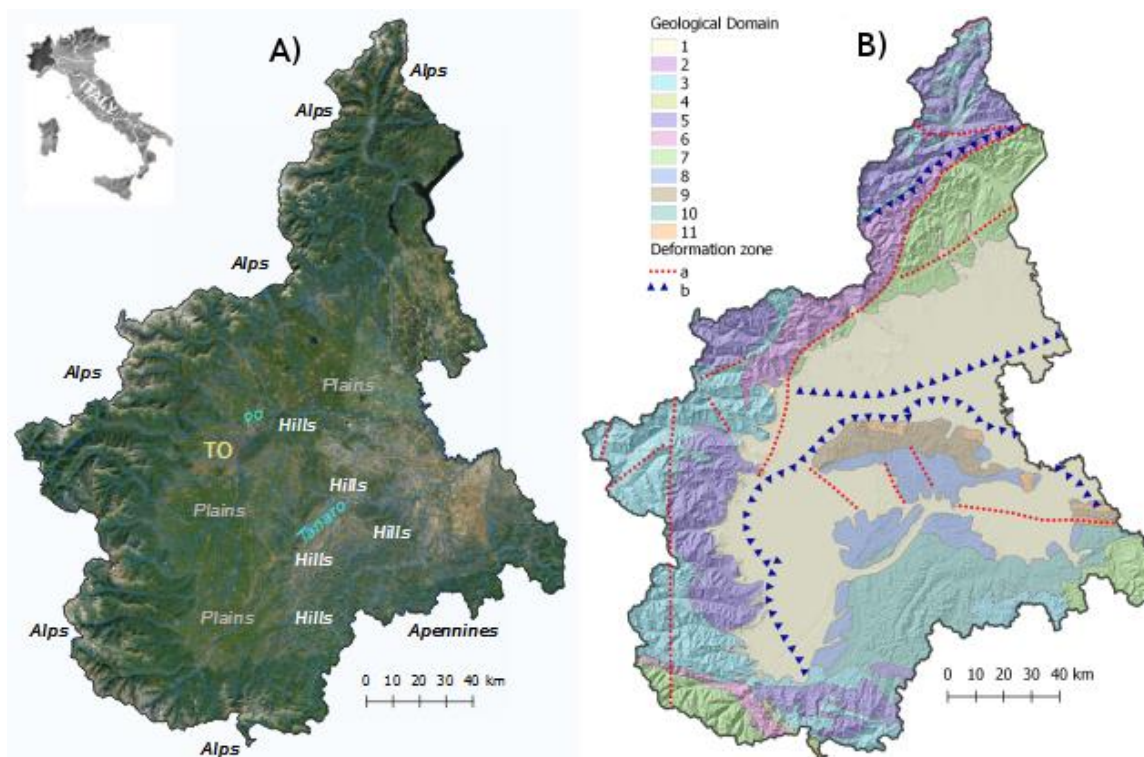 A)
ITALY
Alps
Alps
Alps
Alps
Plains
Po
Hills
TO
Hills
Plains
Tanaro
Hills
Hills
Plains
Hills
Alps
Apennines
0 10 20 30 40 km
Alps
B)
Geological Domain
1
2
3
4
5
6
7
8
9
10
11
Deformation zone
a
b
0 10 20 30 40 km